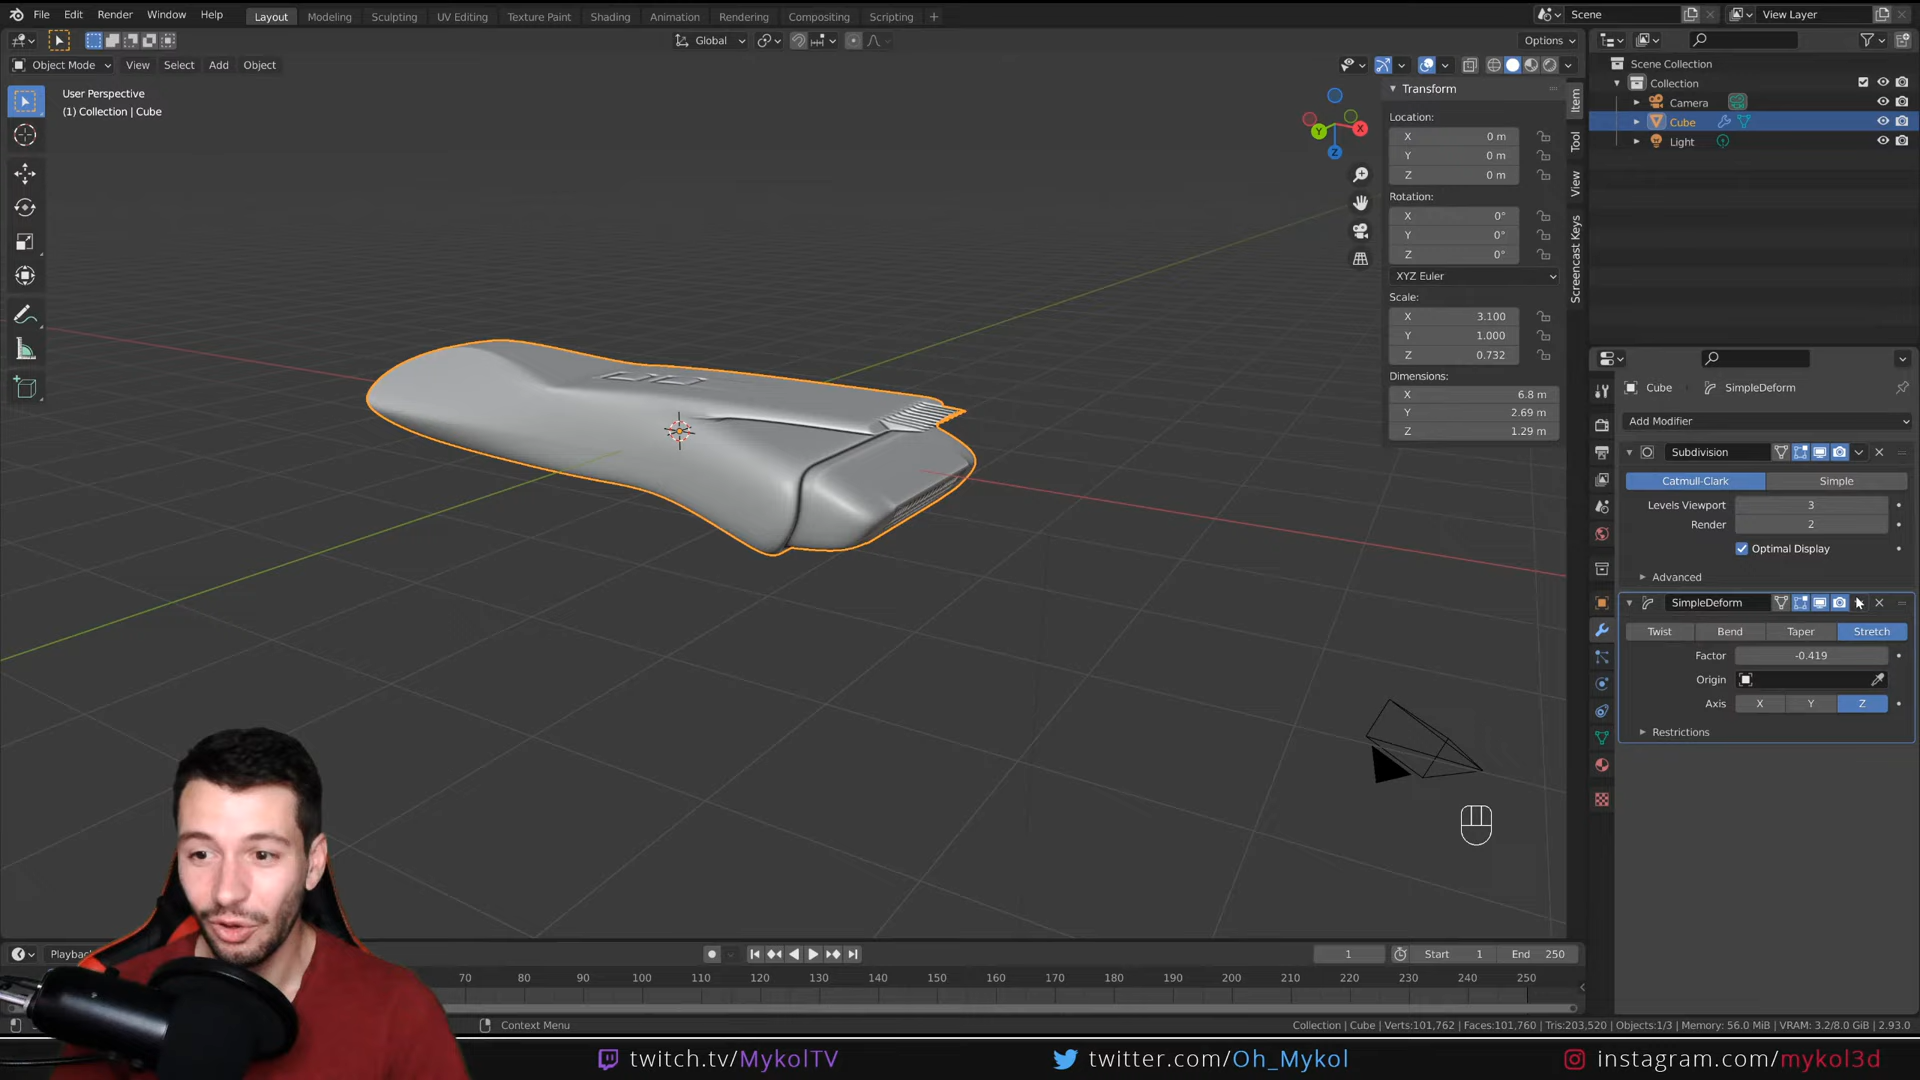 File Edit Render Window Help Layout Modeling Sculpting UV Editing Texture Paint Shading Animation Rendering Compositing Scripting + Scene View Layer
Global Options
Object Mode View Select Add Object
User Perspective
(1) Collection | Cube
Transform
Location:
X 0 m
Y 0 m
Z 0 m
Rotation:
X 0°
Y 0°
Z 0°
XYZ Euler
Scale:
X 3.100
Y 1.000
Z 0.732
Dimensions:
X 6.8 m
Y 2.69 m
Z 1.29 m
Item
Tool
View
Screencast Keys
X
Y
Z
Scene Collection
Collection
Camera
Cube
Light
Cube SimpleDeform
Add Modifier
Subdivision
Catmull-Clark Simple
Levels Viewport 3
Render 2
Optimal Display
Advanced
SimpleDeform
Twist Bend Taper Stretch
Factor -0.419
Origin
Axis X Y Z
Restrictions
1 Start 1 End 250
70 80 90 100 110 120 130 140 150 160 170 180 190 200 210 220 230 240 250
Context Menu
Collection | Cube | Verts:101,762 | Faces:101,760 | Tris:203,520 | Objects:1/3 | Memory: 56.0 MiB | VRAM: 3.2/8.0 GiB | 2.93.0
twitch.tv/MykolTV twitter.com/Oh_Mykol instagram.com/mykol3d